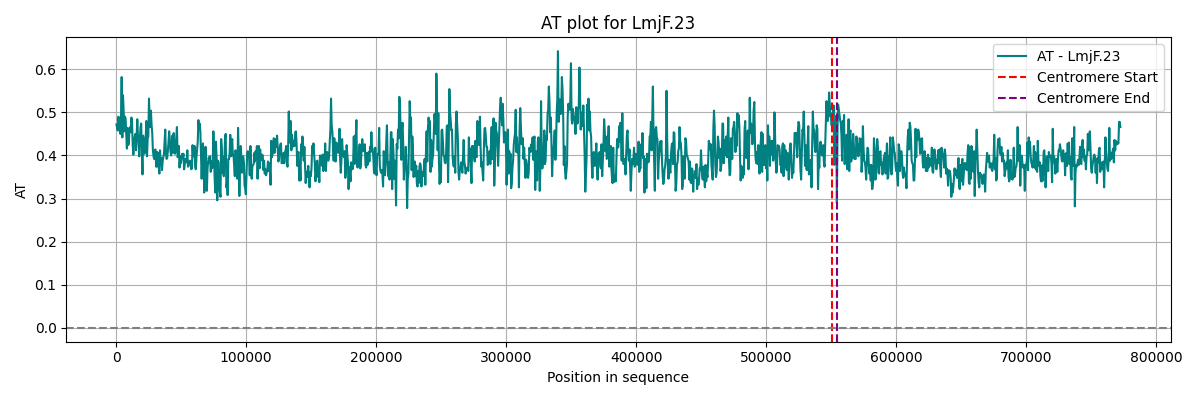 AT plot for LmjF.23
AT
0.6
0.5
0.4
0.3
0.2
0.1
0.0
AT - LmjF.23
Centromere Start
Centromere End
0 100000 200000 300000 400000 500000 600000 700000 800000
Position in sequence